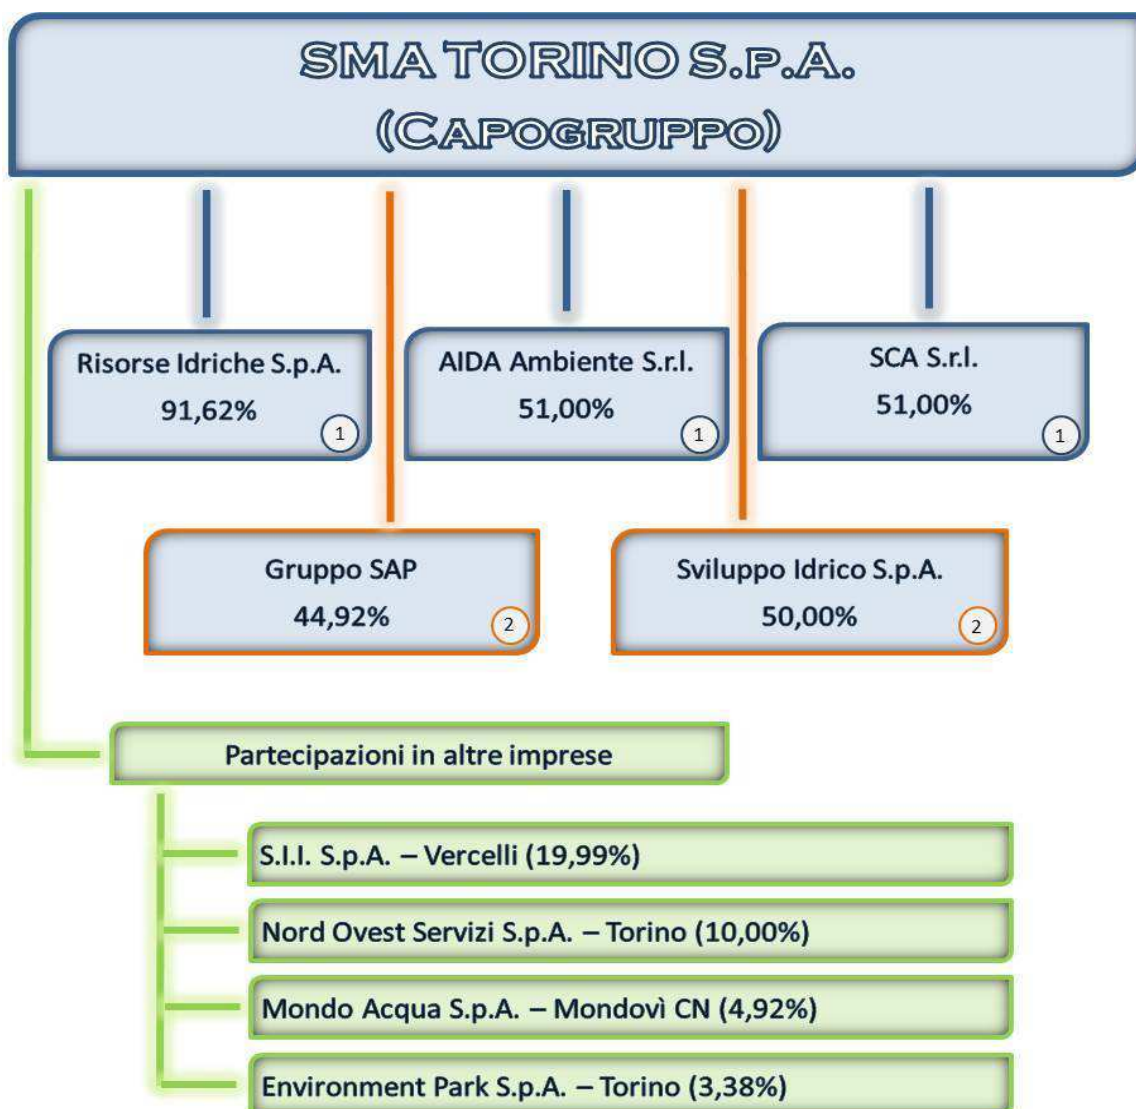 SMA TORINO S.p.A.
(Capogruppo)
Risorse Idriche S.p.A.
91,62%
1
AIDA Ambiente S.r.l.
51,00%
1
SCA S.r.l.
51,00%
1
Gruppo SAP
44,92%
2
Sviluppo Idrico S.p.A.
50,00%
2
Partecipazioni in altre imprese
S.I.I. S.p.A. – Vercelli (19,99%)
Nord Ovest Servizi S.p.A. – Torino (10,00%)
Mondo Acqua S.p.A. – Mondovì CN (4,92%)
Environment Park S.p.A. – Torino (3,38%)